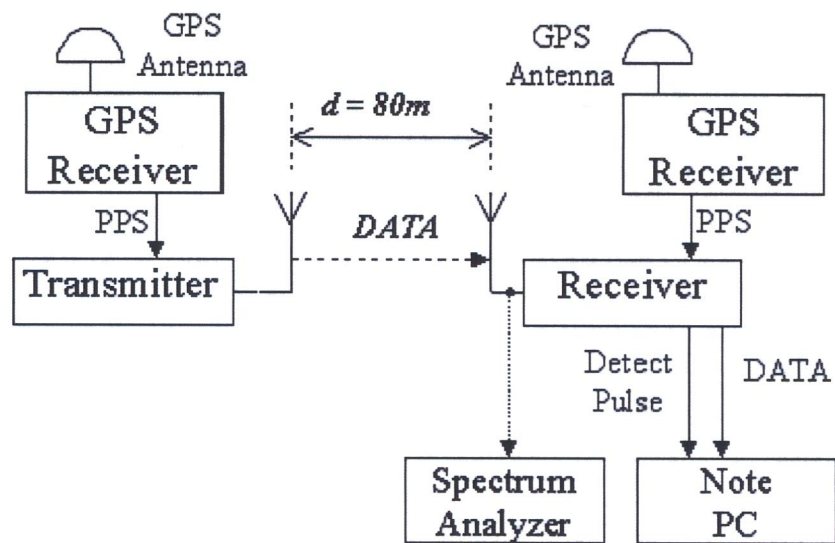 GPS
Antenna
GPS
Receiver
PPS
Transmitter
d = 80m
DATA
GPS
Antenna
GPS
Receiver
PPS
Receiver
Detect
Pulse
DATA
Spectrum
Analyzer
Note
PC